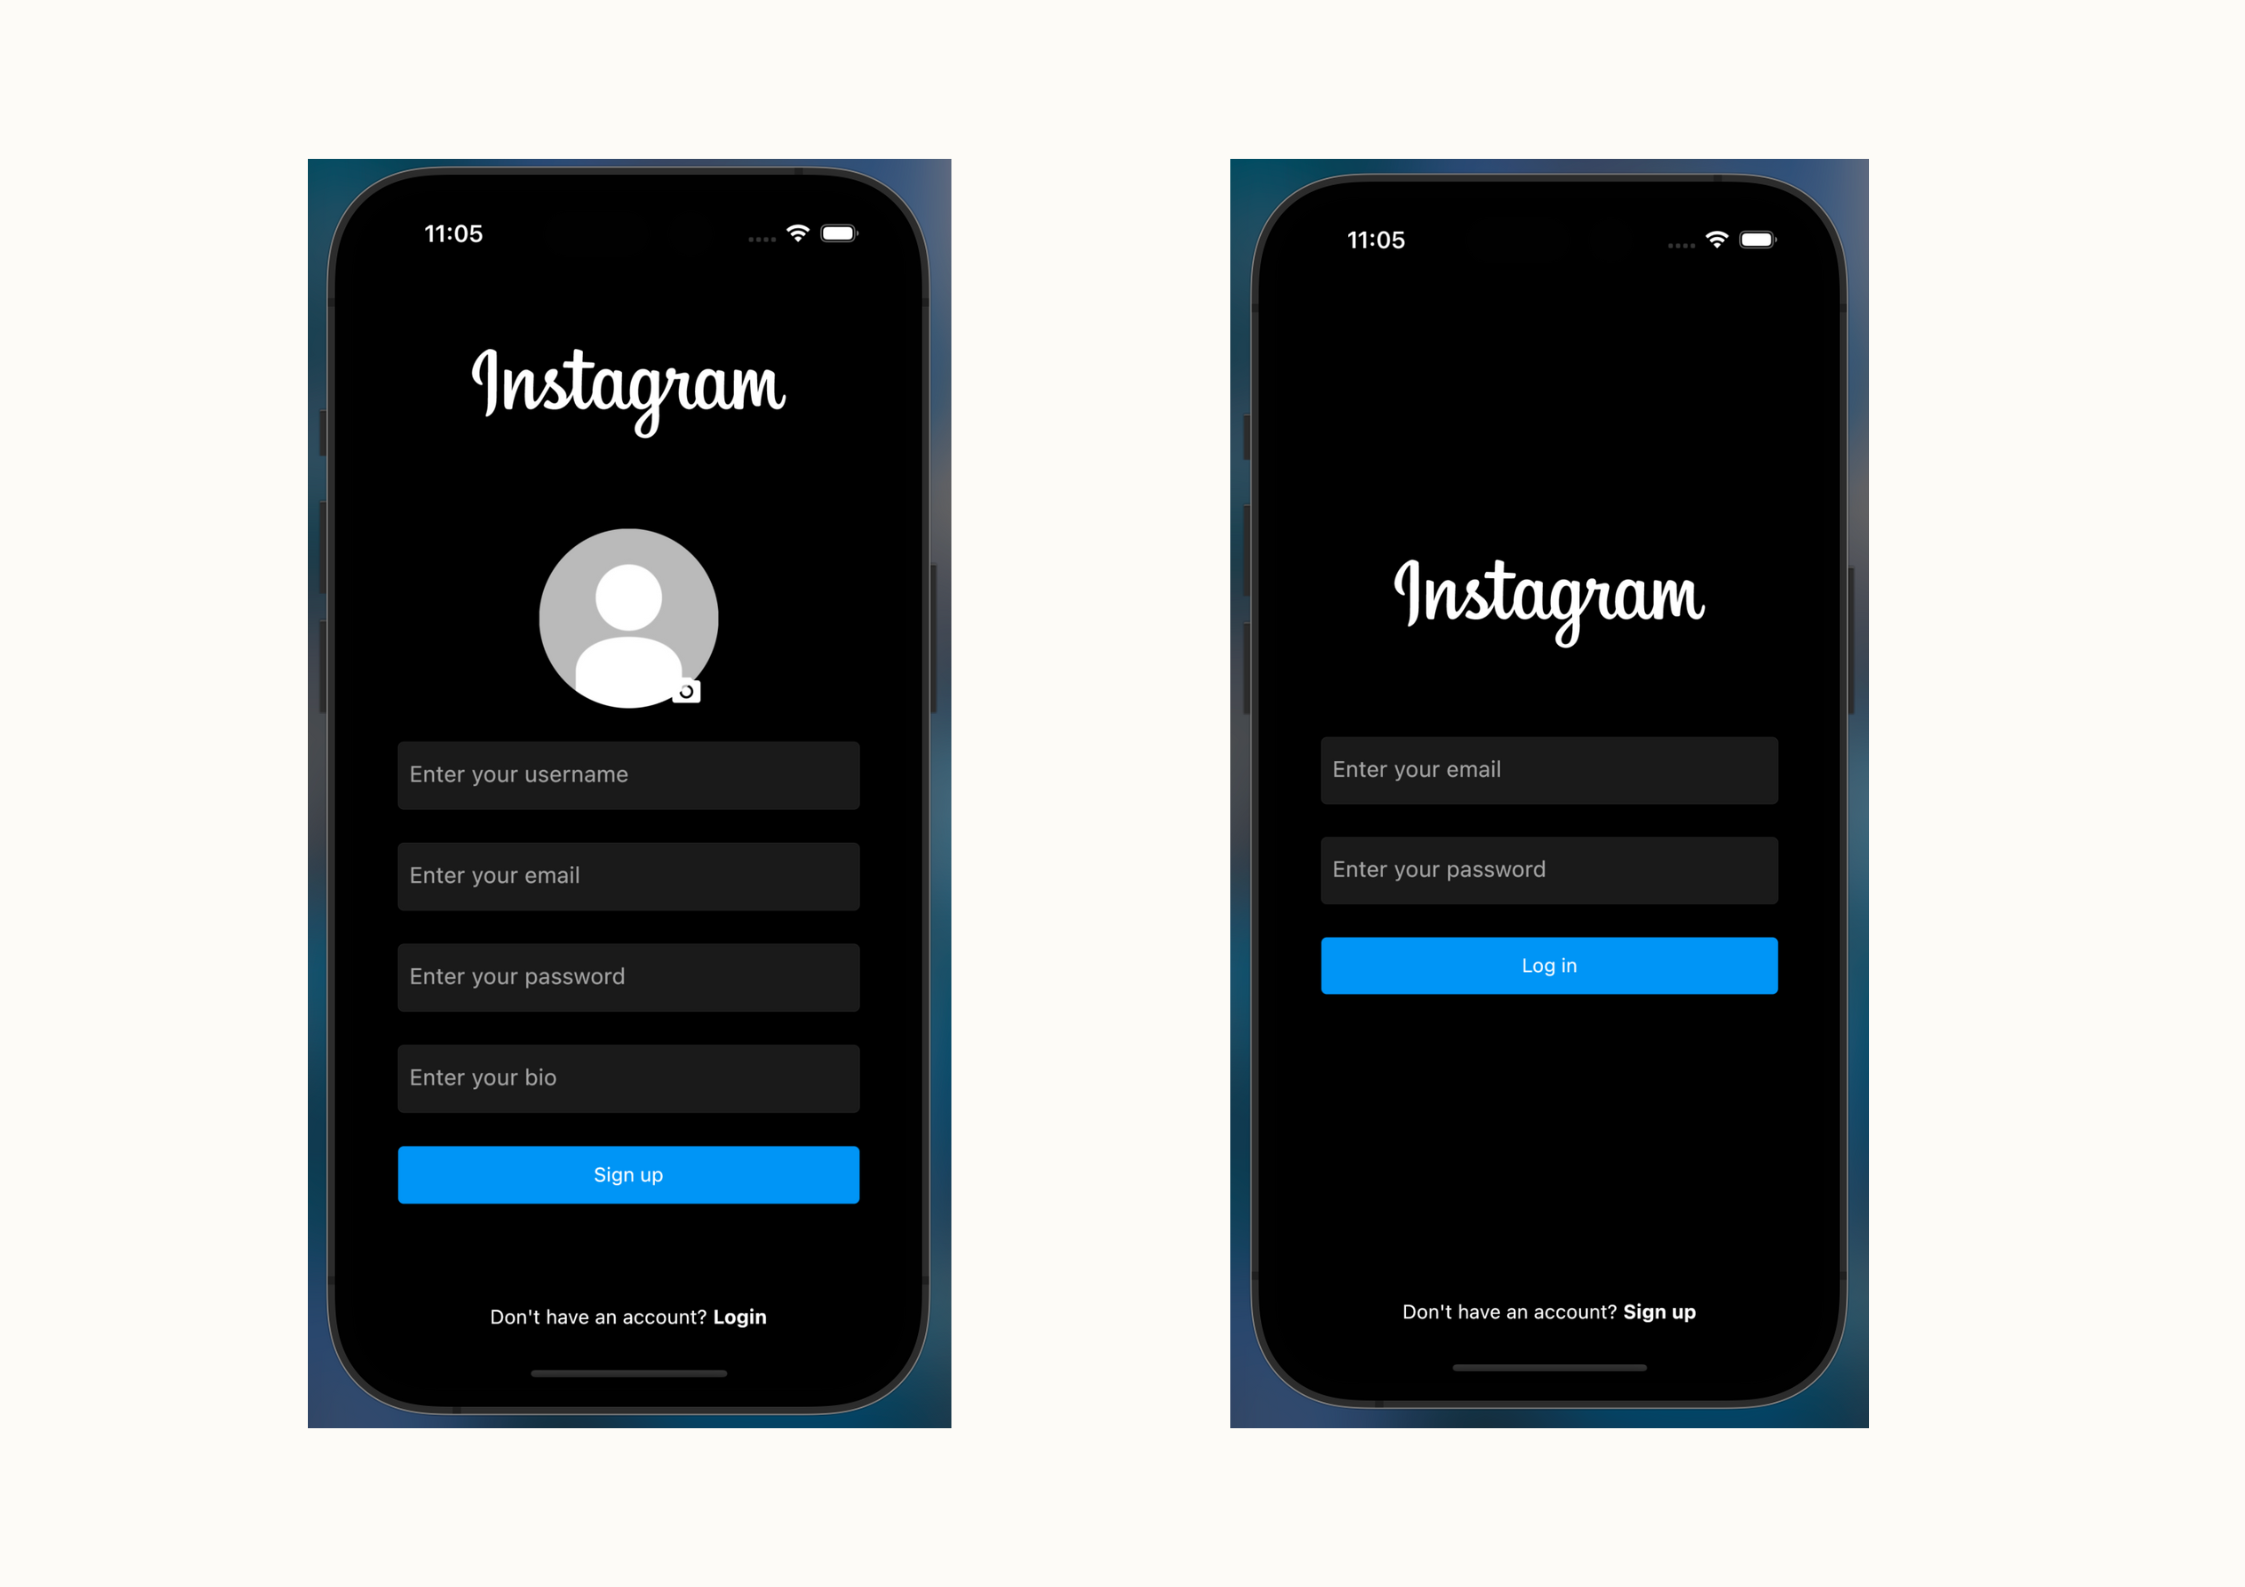 11:05
Instagram
Enter your username
Enter your email
Enter your password
Enter your bio
Sign up
Don't have an account? Login
11:05
Instagram
Enter your email
Enter your password
Log in
Don't have an account? Sign up